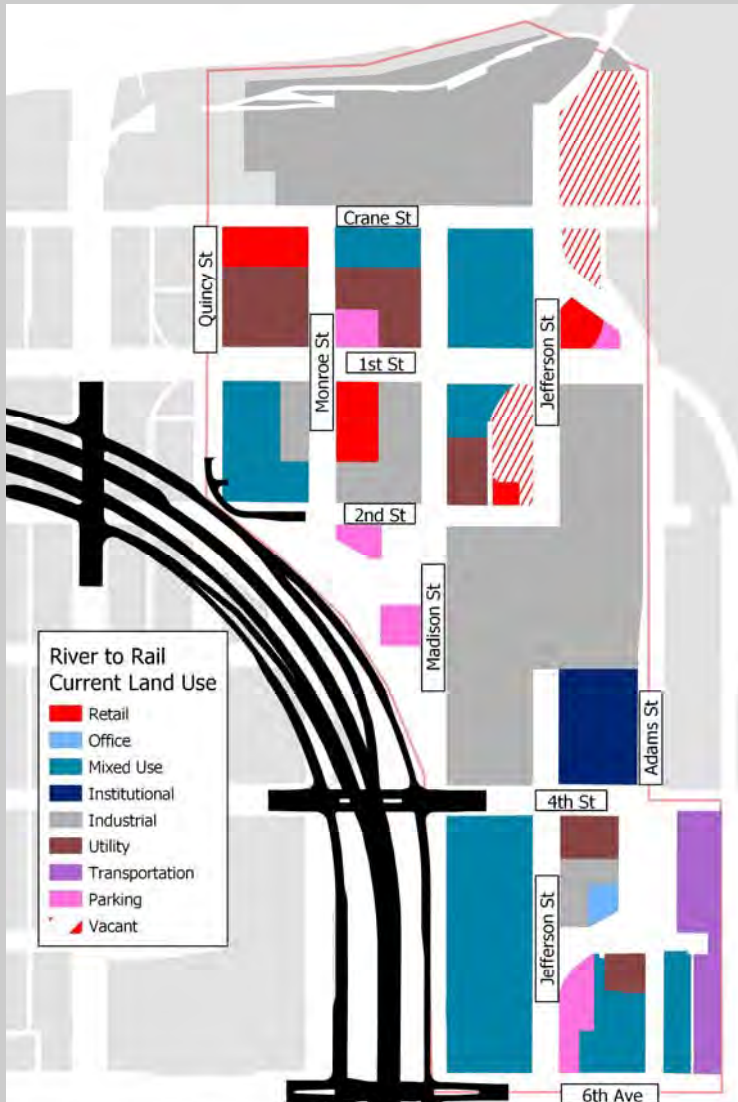 Crane St
Quincy St
Monroe St
1st St
Jefferson St
2nd St
Madison St
River to Rail
Current Land Use
Retail
Office
Mixed Use
Institutional
Industrial
Utility
Transportation
Parking
Vacant
Adams St
4th St
Jefferson St
6th Ave